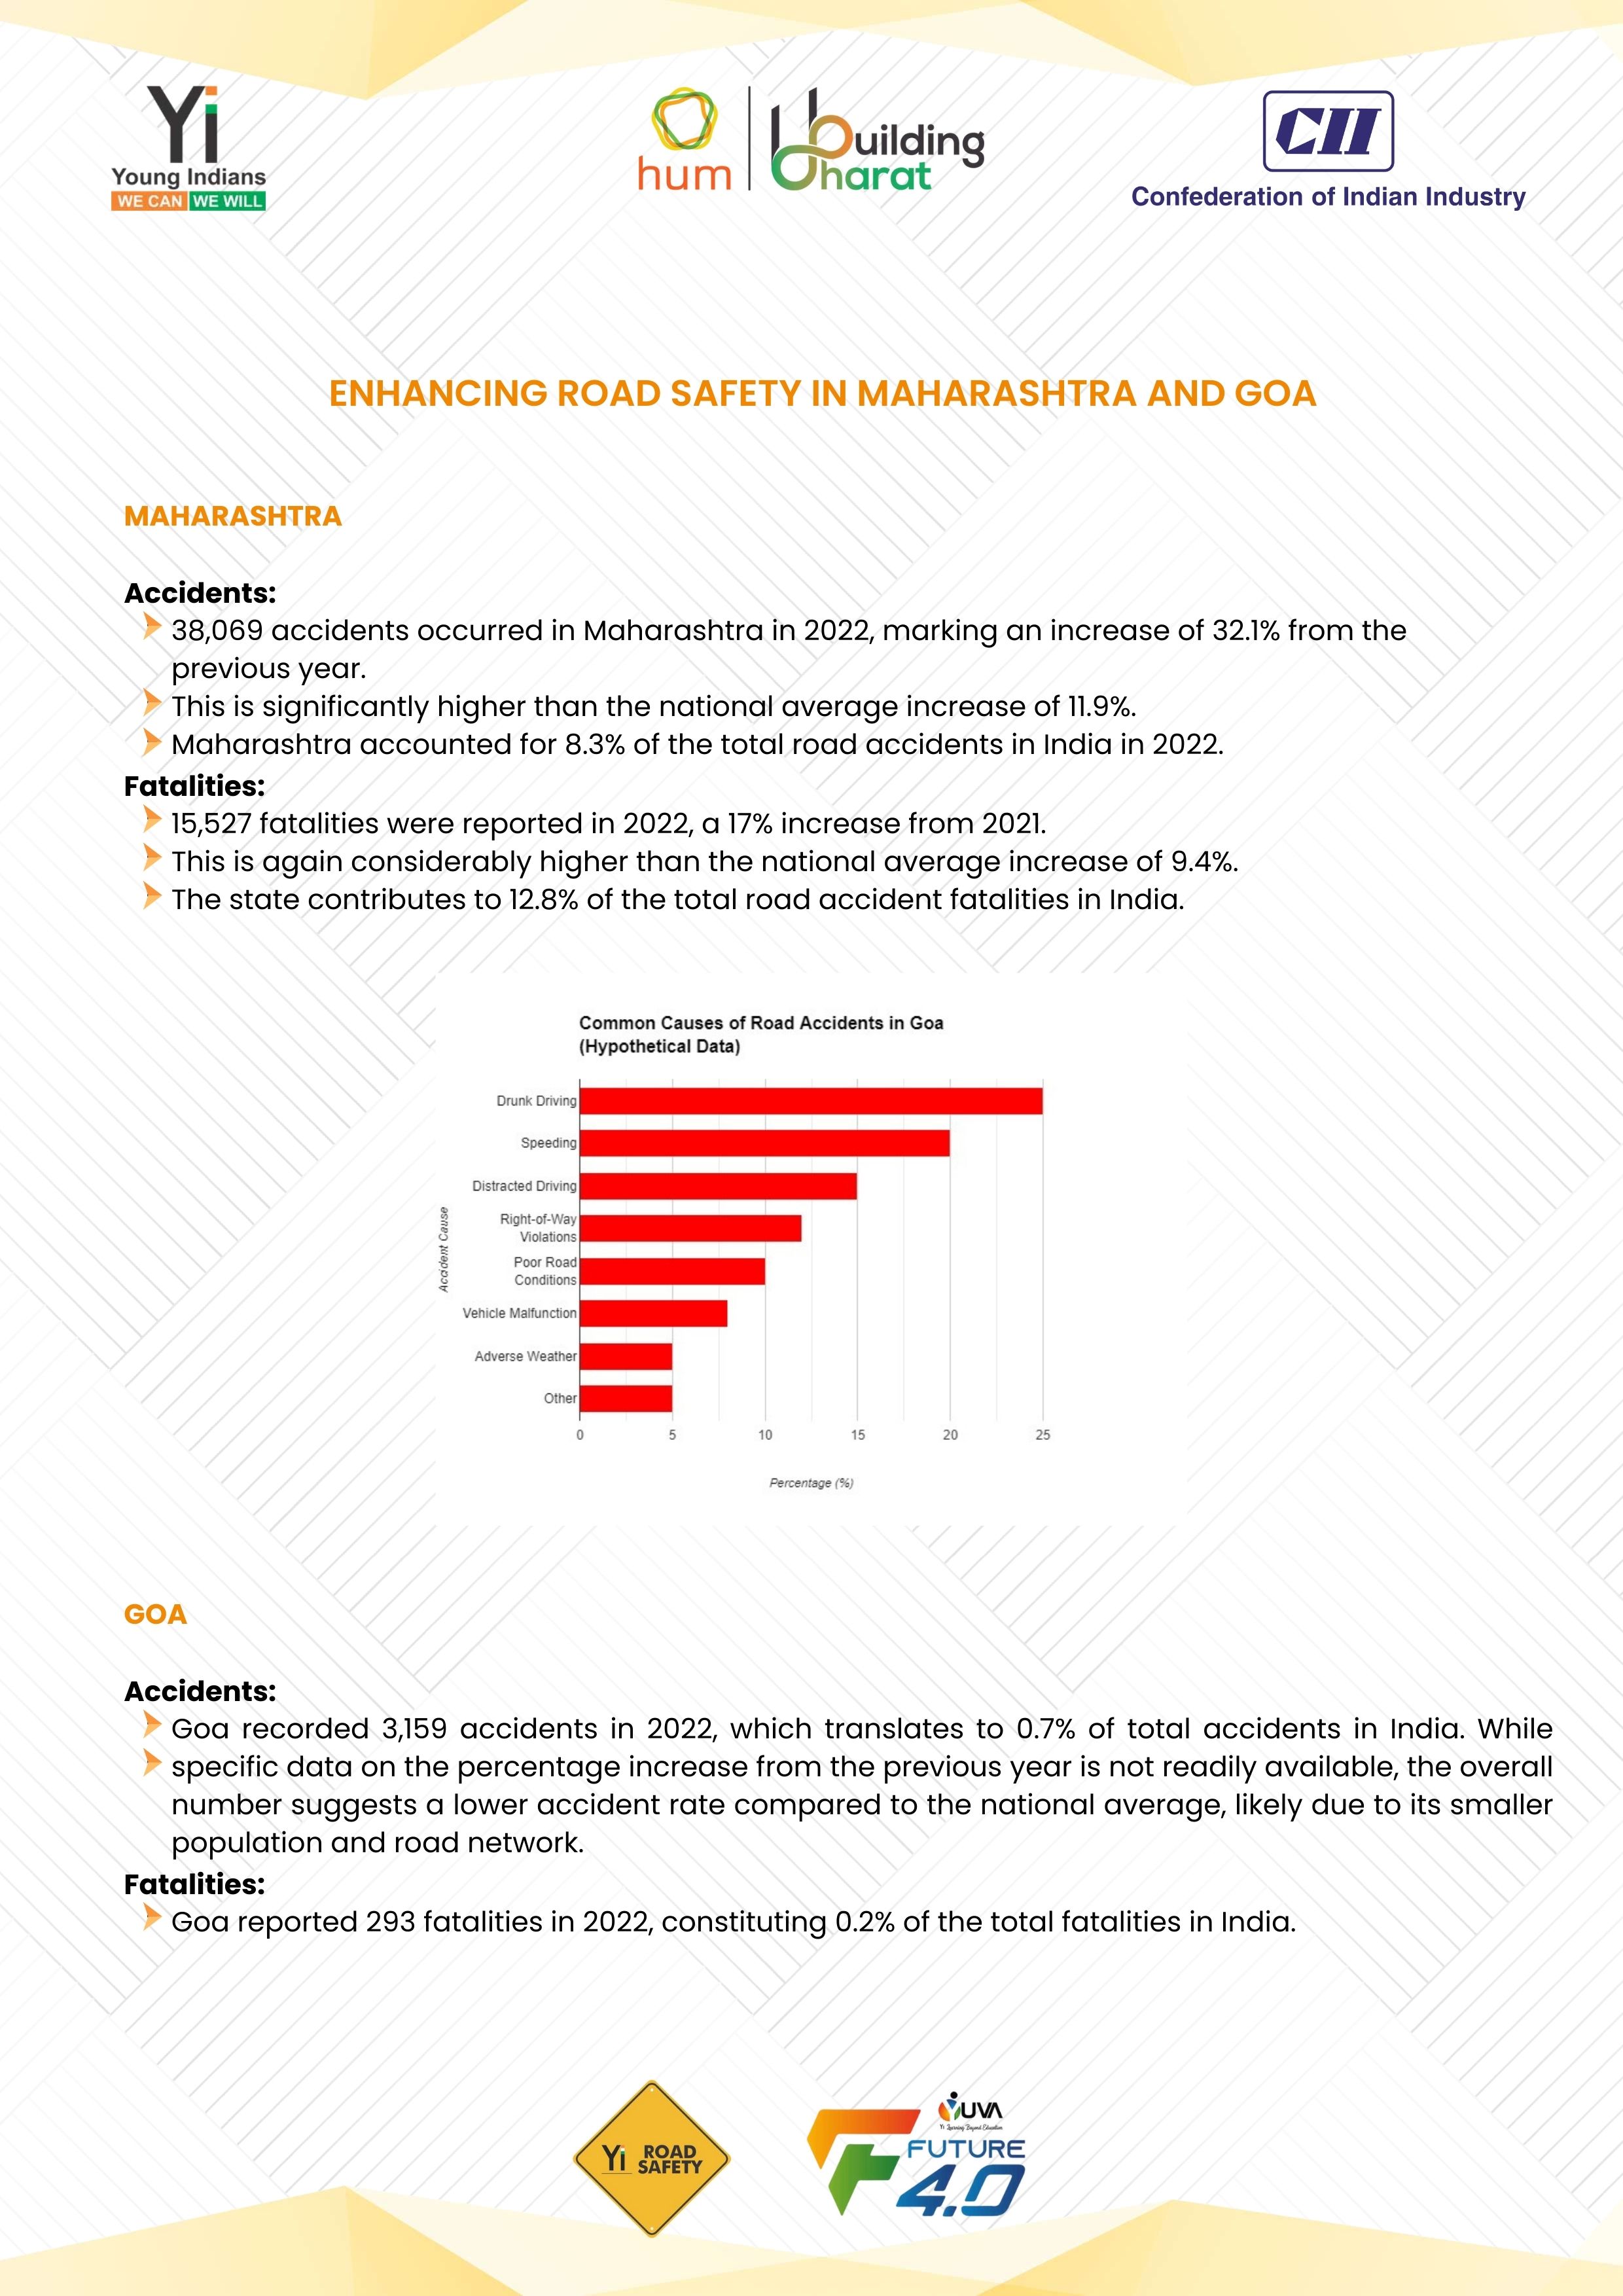 Yi
Young Indians
WE CAN WE WILL
hum
Building
Bharat
CII
Confederation of Indian Industry
ENHANCING ROAD SAFETY IN MAHARASHTRA AND GOA
MAHARASHTRA
Accidents:
38,069 accidents occurred in Maharashtra in 2022, marking an increase of 32.1% from the
previous year.
This is significantly higher than the national average increase of 11.9%.
Maharashtra accounted for 8.3% of the total road accidents in India in 2022.
Fatalities:
15,527 fatalities were reported in 2022, a 17% increase from 2021.
This is again considerably higher than the national average increase of 9.4%.
The state contributes to 12.8% of the total road accident fatalities in India.
Common Causes of Road Accidents in Goa
(Hypothetical Data)
Accident Cause
Drunk Driving
Speeding
Distracted Driving
Right-of-Way
Violations
Poor Road
Conditions
Vehicle Malfunction
Adverse Weather
Other
0 5 10 15 20 25
Percentage (%)
GOA
Accidents:
Goa recorded 3,159 accidents in 2022, which translates to 0.7% of total accidents in India. While
specific data on the percentage increase from the previous year is not readily available, the overall
number suggests a lower accident rate compared to the national average, likely due to its smaller
population and road network.
Fatalities:
Goa reported 293 fatalities in 2022, constituting 0.2% of the total fatalities in India.
Yi ROAD
SAFETY
YUVA
Yi Learning Beyond Education
FUTURE
4.0